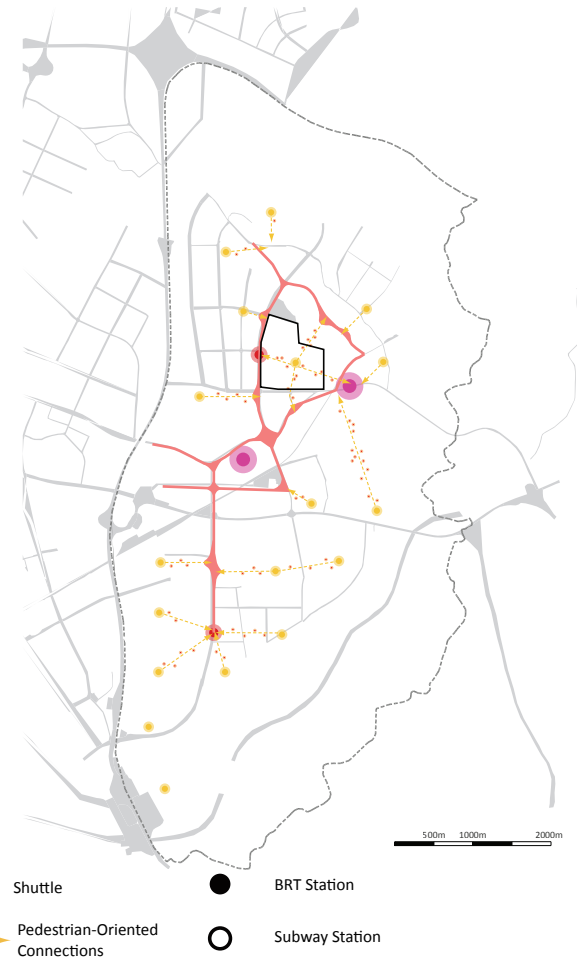 500m 1000m 2000m
Shuttle
BRT Station
Pedestrian-Oriented
Connections
Subway Station